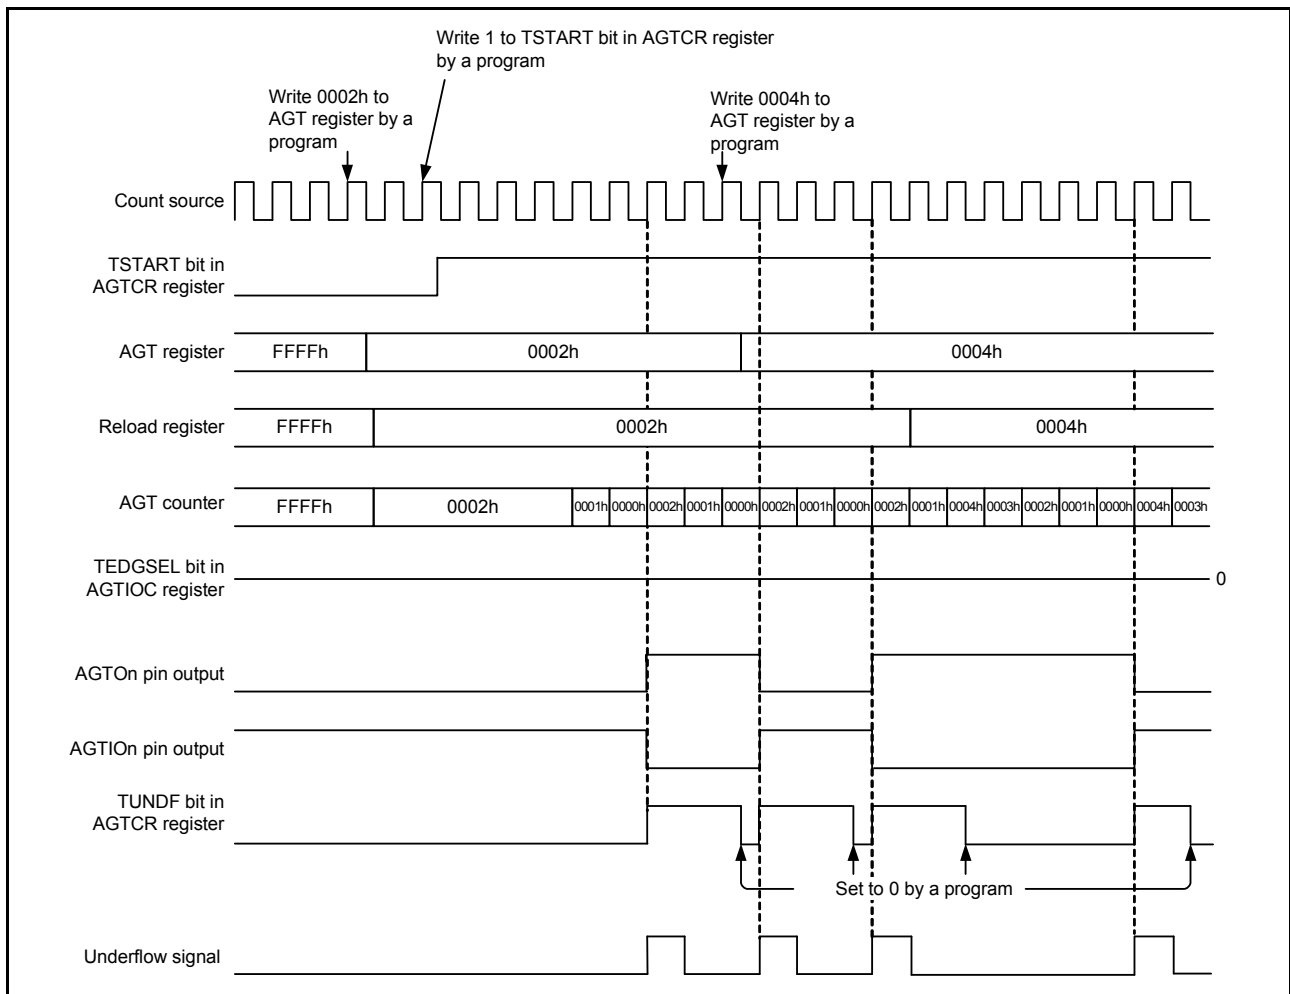 Write 1 to TSTART bit in AGTCR register
by a program
Write 0002h to
AGT register by a
program
Write 0004h to
AGT register by a
program
Count source
TSTART bit in
AGTCR register
AGT register
FFFFh
0002h
0004h
Reload register
FFFFh
0002h
0004h
AGT counter
FFFFh
0002h
0001h
0000h
0002h
0001h
0000h
0002h
0001h
0000h
0002h
0001h
0004h
0003h
0002h
0001h
0000h
0004h
0003h
TEDGSEL bit in
AGTIOC register
0
AGTOn pin output
AGTIOn pin output
TUNDF bit in
AGTCR register
Set to 0 by a program
Underflow signal